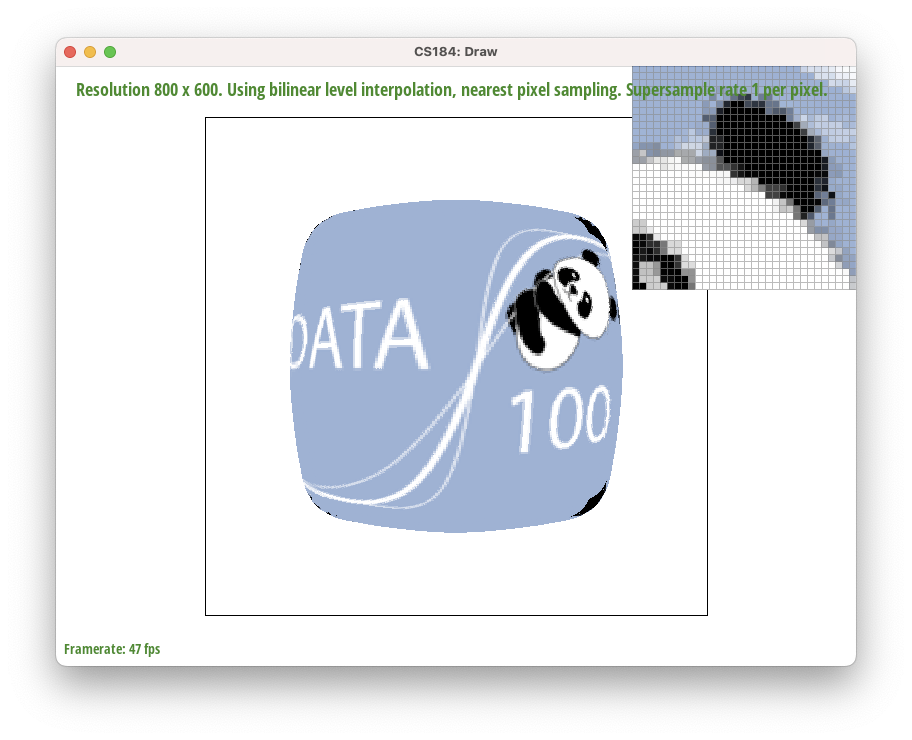 CS184: Draw
Resolution 800 x 600. Using bilinear level interpolation, nearest pixel sampling. Supersample rate 1 per pixel.
DATA
100
Framerate: 47 fps